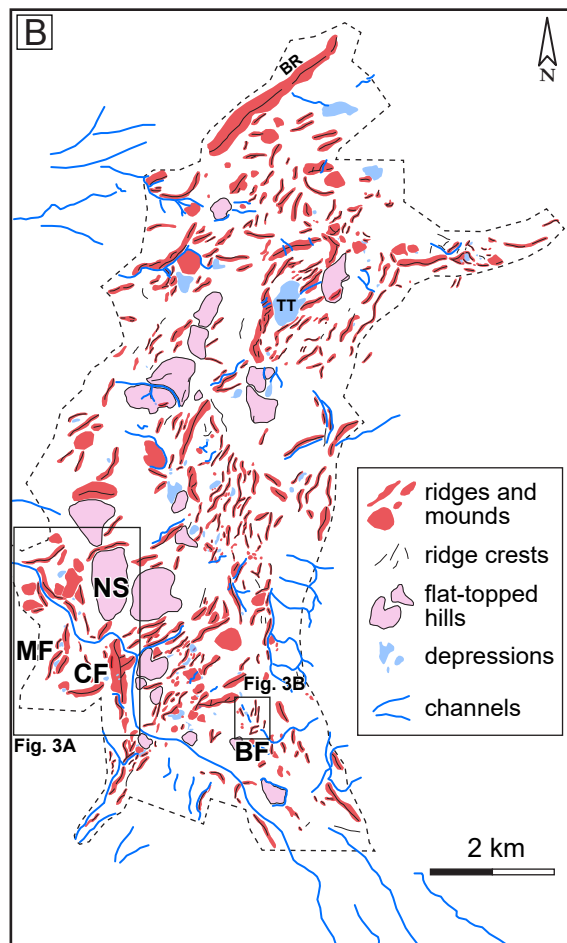 B
BR
N
TT
ridges and
mounds
ridge crests
flat-topped
hills
depressions
channels
NS
MF
CF
Fig. 3B
Fig. 3A
BF
2 km